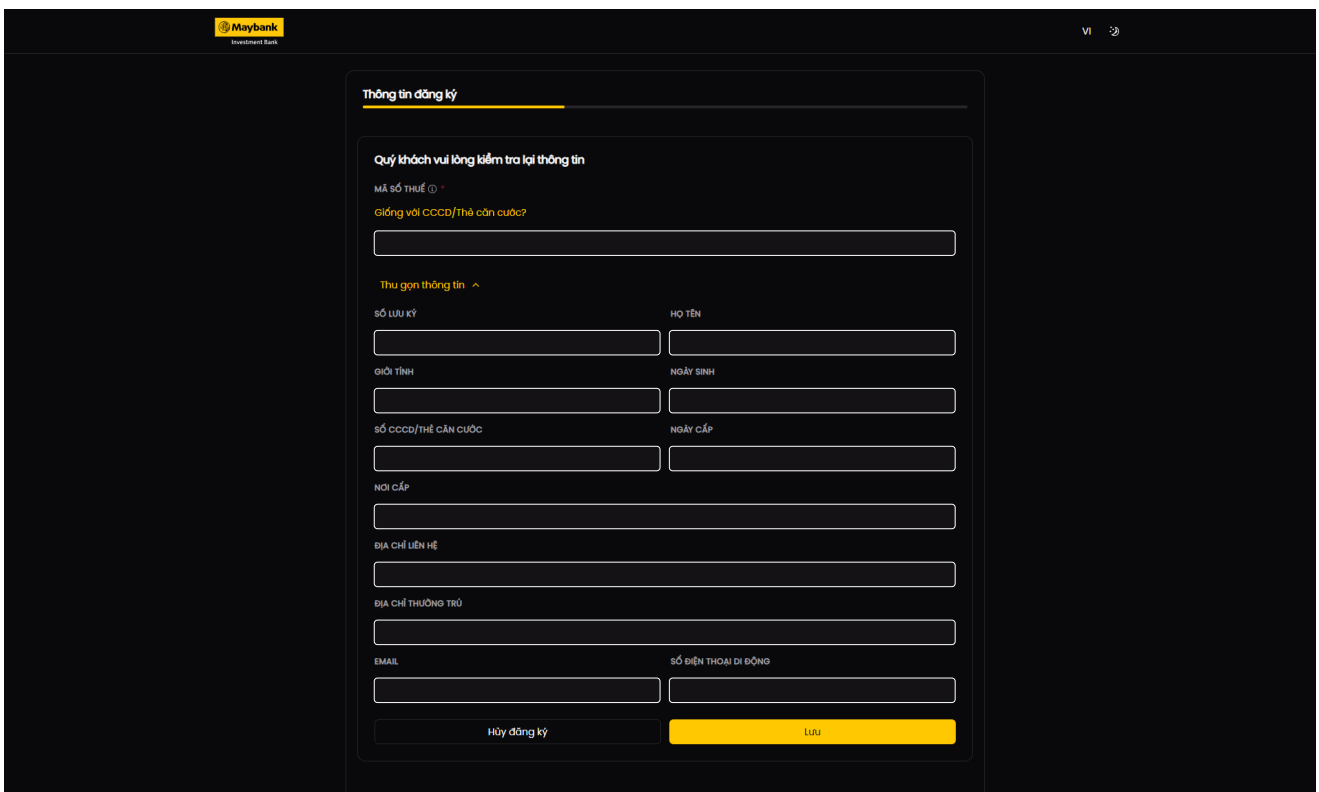 Maybank
Investment Bank
VI
Thông tin đăng ký
Quý khách vui lòng kiểm tra lại thông tin
MÃ SỐ THUẾ ⓘ *
Giống với CCCD/Thẻ căn cước?
Thu gọn thông tin
SỐ LƯU KÝ
HỌ TÊN
GIỚI TÍNH
NGÀY SINH
SỐ CCCD/THẺ CĂN CƯỚC
NGÀY CẤP
NƠI CẤP
ĐỊA CHỈ LIÊN HỆ
ĐỊA CHỈ THƯỜNG TRÚ
EMAIL
SỐ ĐIỆN THOẠI DI ĐỘNG
Hủy đăng ký
Lưu